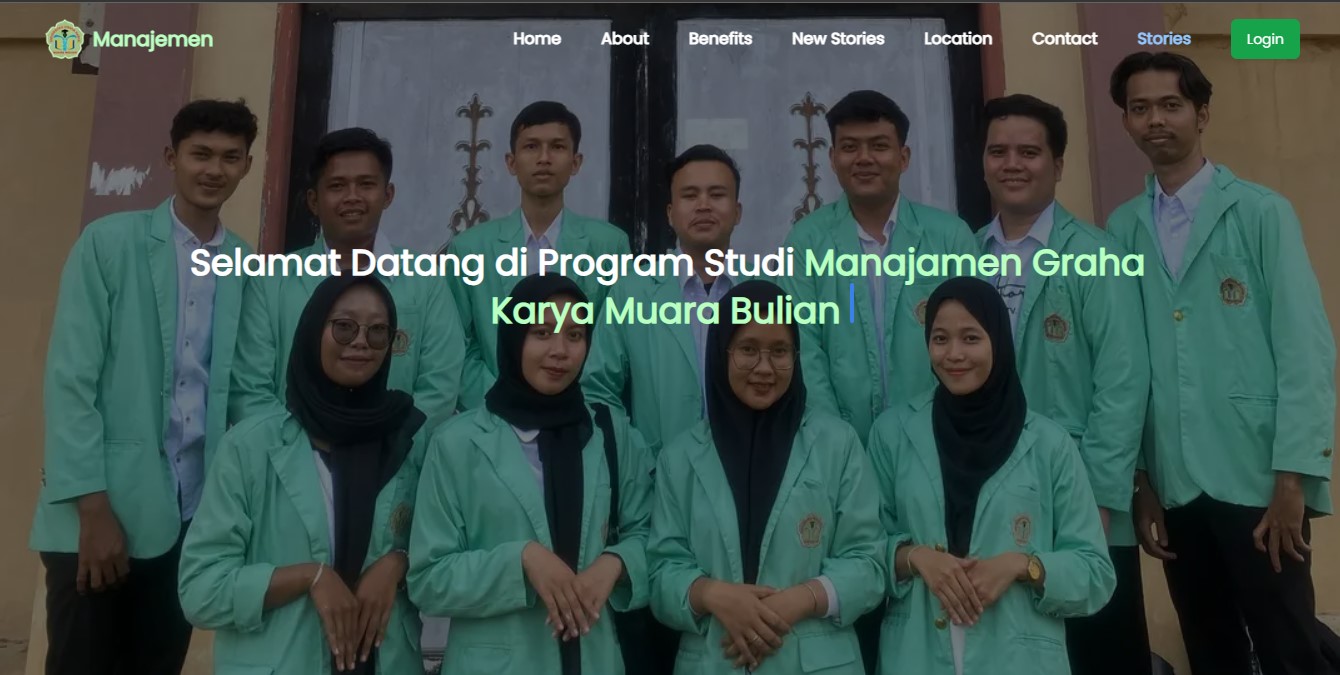 Manajemen
Home About Benefits New Stories Location Contact Stories Login
Selamat Datang di Program Studi Manajamen Graha
Karya Muara Bulian